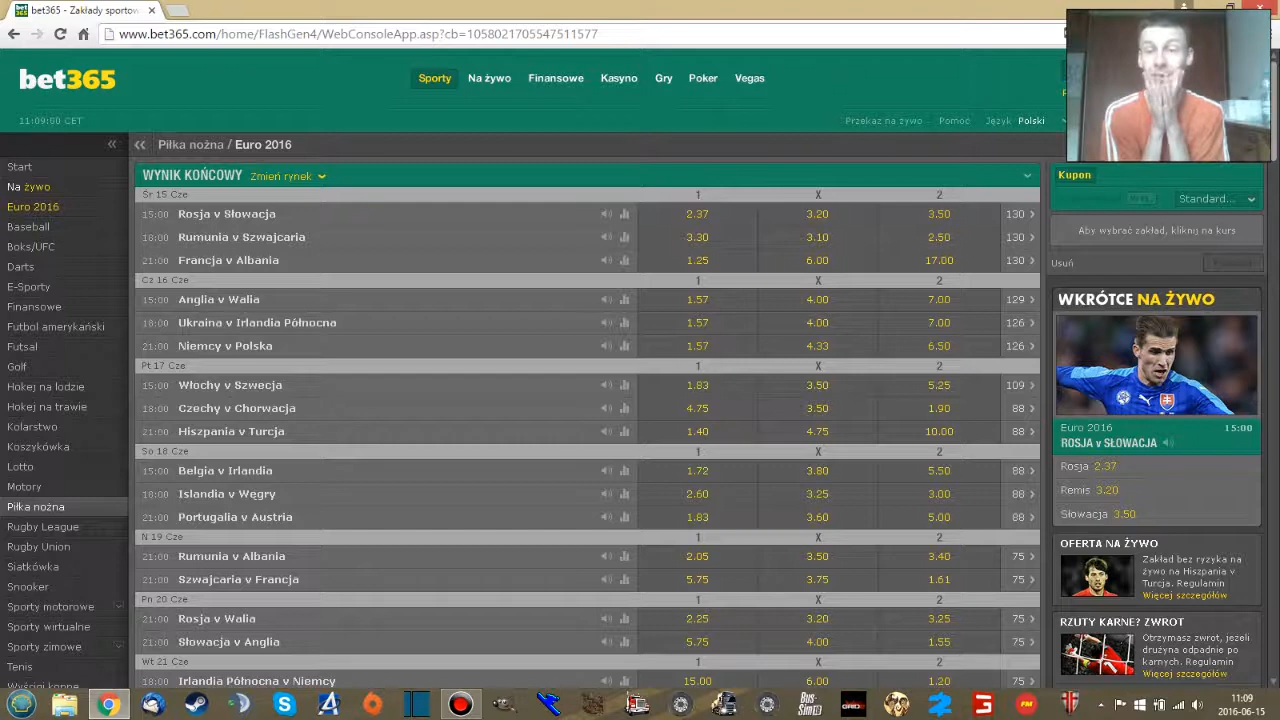 bet365 - Zakłady sportow
www.bet365.com/home/FlashGen4/WebConsoleApp.asp?cb=1058021705547511577
bet365
Sporty Na żywo Finansowe Kasyno Gry Poker Vegas
11:09:60 CET
Przekaz na żywo Pomoc Język Polski
Piłka nożna / Euro 2016
Start
Na żywo
Euro 2016
Baseball
Boks/UFC
Darts
E-Sporty
Finansowe
Futbol amerykański
Futsal
Golf
Hokej na lodzie
Hokej na trawie
Kolarstwo
Koszykówka
Lotto
Motory
Piłka nożna
Rugby League
Rugby Union
Siatkówka
Snooker
Sporty motorowe
Sporty wirtualne
Sporty zimowe
Tenis
Wyścigi konne
WYNIK KOŃCOWY Zmień rynek
Śr 15 Cze 1 X 2
15:00 Rosja v Słowacja 2.37 3.20 3.50 130
18:00 Rumunia v Szwajcaria 3.30 3.10 2.50 130
21:00 Francja v Albania 1.25 6.00 17.00 130
Cz 16 Cze 1 X 2
15:00 Anglia v Walia 1.57 4.00 7.00 129
18:00 Ukraina v Irlandia Północna 1.57 4.00 7.00 126
21:00 Niemcy v Polska 1.57 4.33 6.50 126
Pt 17 Cze 1 X 2
15:00 Włochy v Szwecja 1.83 3.50 5.25 109
18:00 Czechy v Chorwacja 4.75 3.50 1.90 88
21:00 Hiszpania v Turcja 1.40 4.75 10.00 88
So 18 Cze 1 X 2
15:00 Belgia v Irlandia 1.72 3.80 5.50 88
18:00 Islandia v Węgry 2.60 3.25 3.00 88
21:00 Portugalia v Austria 1.83 3.60 5.00 88
N 19 Cze 1 X 2
21:00 Rumunia v Albania 2.05 3.50 3.40 75
21:00 Szwajcaria v Francja 5.75 3.75 1.61 75
Pn 20 Cze 1 X 2
21:00 Rosja v Walia 2.25 3.20 3.25 75
21:00 Słowacja v Anglia 5.75 4.00 1.55 75
Wt 21 Cze 1 X 2
18:00 Irlandia Północna v Niemcy 15.00 6.00 1.20 75
Kupon
Standard...
Aby wybrać zakład, kliknij na kurs
Usuń
WKRÓTCE NA ŻYWO
Euro 2016 15:00
ROSJA v SŁOWACJA
Rosja 2.37
Remis 3.20
Słowacja 3.50
OFERTA NA ŻYWO
Zakład bez ryzyka na
żywo na Hiszpania v
Turcja. Regulamin
Więcej szczegółów
RZUTY KARNE? ZWROT
Otrzymasz zwrot, jeżeli
drużyna odpadnie po
karnych. Regulamin
Więcej szczegółów
11:09
2016-06-15